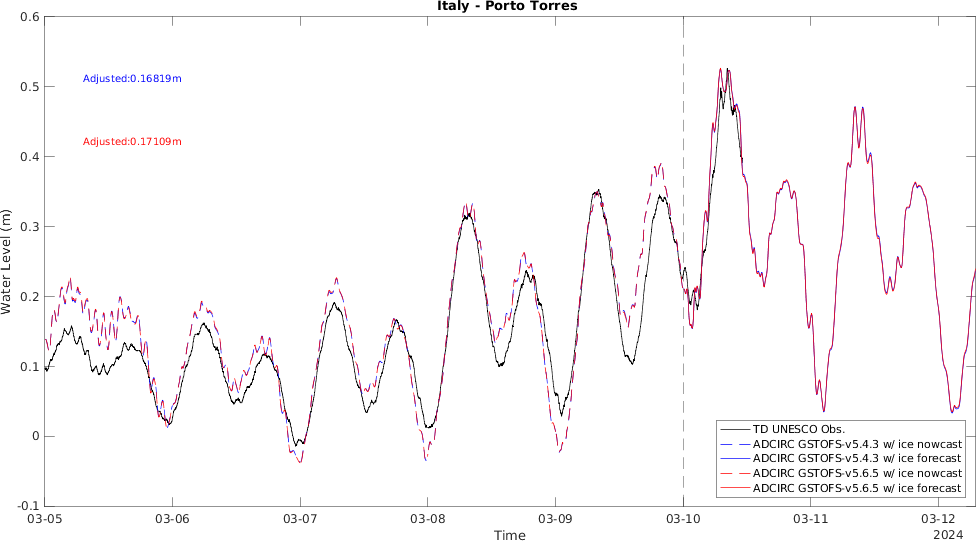 Italy - Porto Torres
0.6
0.5
0.4
0.3
0.2
0.1
0
-0.1
Water Level (m)
Adjusted:0.16819m
Adjusted:0.17109m
TD UNESCO Obs.
ADCIRC GSTOFS-v5.4.3 w/ ice nowcast
ADCIRC GSTOFS-v5.4.3 w/ ice forecast
ADCIRC GSTOFS-v5.6.5 w/ ice nowcast
ADCIRC GSTOFS-v5.6.5 w/ ice forecast
03-05 03-06 03-07 03-08 03-09 03-10 03-11 03-12
Time
2024